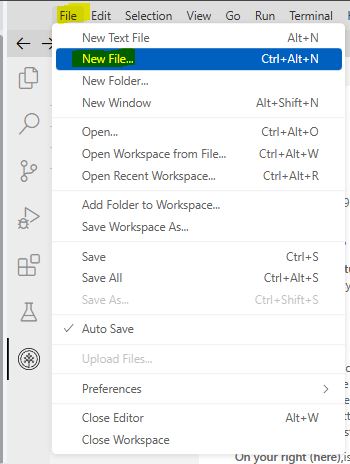 File Edit Selection View Go Run Terminal
New Text File Alt+N
New File... Ctrl+Alt+N
New Folder...
New Window Alt+Shift+N
Open... Ctrl+Alt+O
Open Workspace from File... Ctrl+Alt+W
Open Recent Workspace... Ctrl+Alt+R
Add Folder to Workspace...
Save Workspace As...
Save Ctrl+S
Save All Ctrl+Alt+S
Save As... Ctrl+Shift+S
Auto Save
Upload Files...
Preferences
Close Editor Alt+W
Close Workspace
On your right (here), is